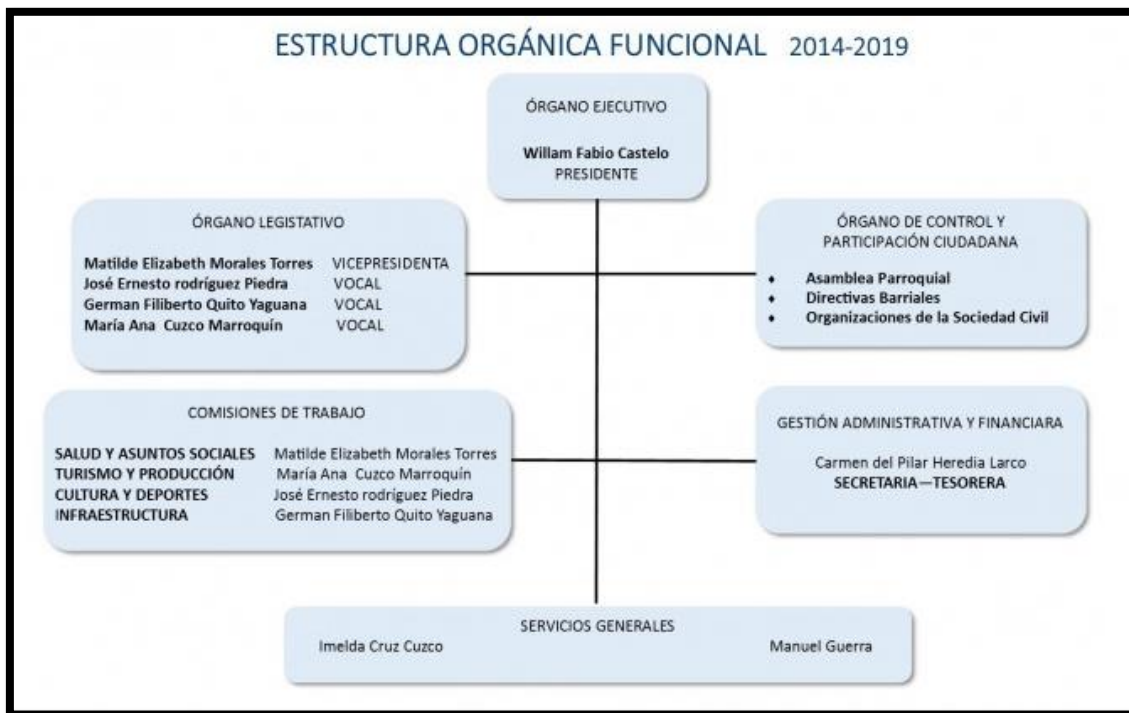 ESTRUCTURA ORGÁNICA FUNCIONAL 2014-2019
ÓRGANO EJECUTIVO
Willam Fabio Castelo
PRESIDENTE
ÓRGANO LEGISTATIVO
Matilde Elizabeth Morales Torres VICEPRESIDENTA
José Ernesto rodríguez Piedra VOCAL
German Filiberto Quito Yaguana VOCAL
María Ana Cuzco Marroquín VOCAL
ÓRGANO DE CONTROL Y
PARTICIPACIÓN CIUDADANA
♦ Asamblea Parroquial
♦ Directivas Barriales
♦ Organizaciones de la Sociedad Civil
COMISIONES DE TRABAJO
SALUD Y ASUNTOS SOCIALES Matilde Elizabeth Morales Torres
TURISMO Y PRODUCCIÓN María Ana Cuzco Marroquín
CULTURA Y DEPORTES José Ernesto rodríguez Piedra
INFRAESTRUCTURA German Filiberto Quito Yaguana
GESTIÓN ADMINISTRATIVA Y FINANCIARA
Carmen del Pilar Heredia Larco
SECRETARIA—TESORERA
SERVICIOS GENERALES
Imelda Cruz Cuzco Manuel Guerra